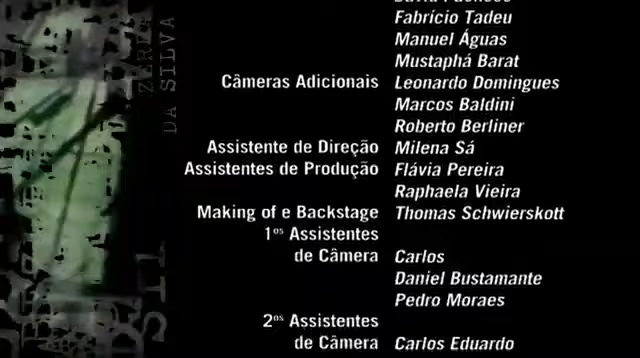 Fabrício Tadeu
Manuel Águas
Mustaphá Barat
Câmeras Adicionais Leonardo Domingues
Marcos Baldini
Roberto Berliner
Assistente de Direção Milena Sá
Assistentes de Produção Flávia Pereira
Raphaela Vieira
Making of e Backstage Thomas Schwierskott
1os Assistentes
de Câmera Carlos
Daniel Bustamante
Pedro Moraes
2os Assistentes
de Câmera Carlos Eduardo
DA SILVA